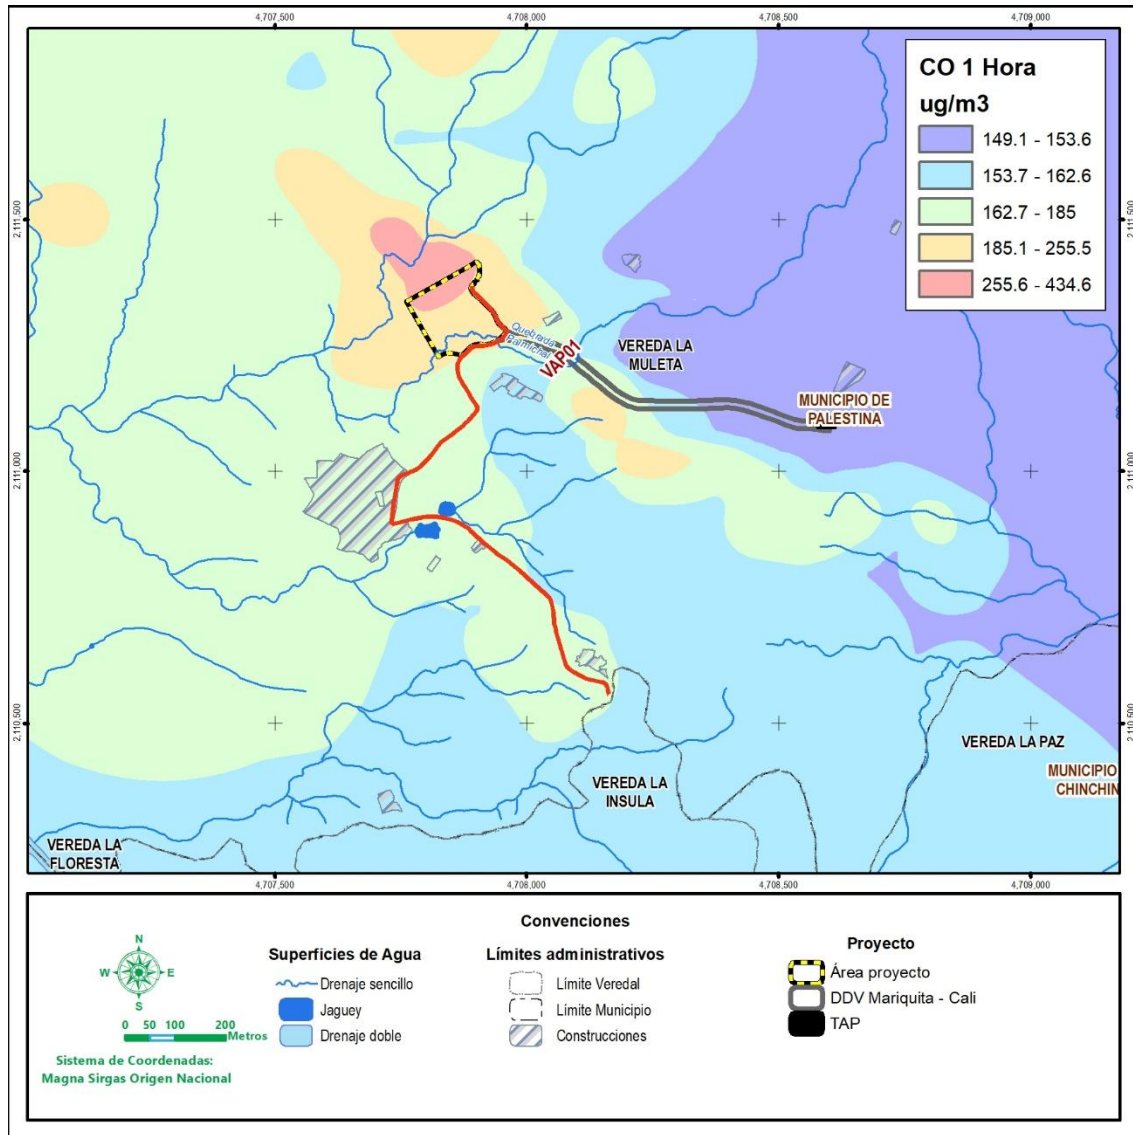 4,707,500
4,708,000
4,708,500
4,709,000
CO 1 Hora
ug/m3
149.1 - 153.6
153.7 - 162.6
162.7 - 185
185.1 - 255.5
255.6 - 434.6
2,111,500
2,111,500
Quebrada
Palmichal
VAP01
VEREDA LA
MULETA
MUNICIPIO DE
PALESTINA
2,111,000
2,111,000
2,110,500
2,110,500
VEREDA LA PAZ
MUNICIPIO
CHINCHIN
VEREDA LA
INSULA
VEREDA LA
FLORESTA
4,707,500
4,708,000
4,708,500
4,709,000
Convenciones
N
W
E
S
0 50 100 200
Metros
Sistema de Coordenadas:
Magna Sirgas Origen Nacional
Superficies de Agua
Drenaje sencillo
Jaguey
Drenaje doble
Límites administrativos
Límite Veredal
Límite Municipio
Construcciones
Proyecto
Área proyecto
DDV Mariquita - Cali
TAP